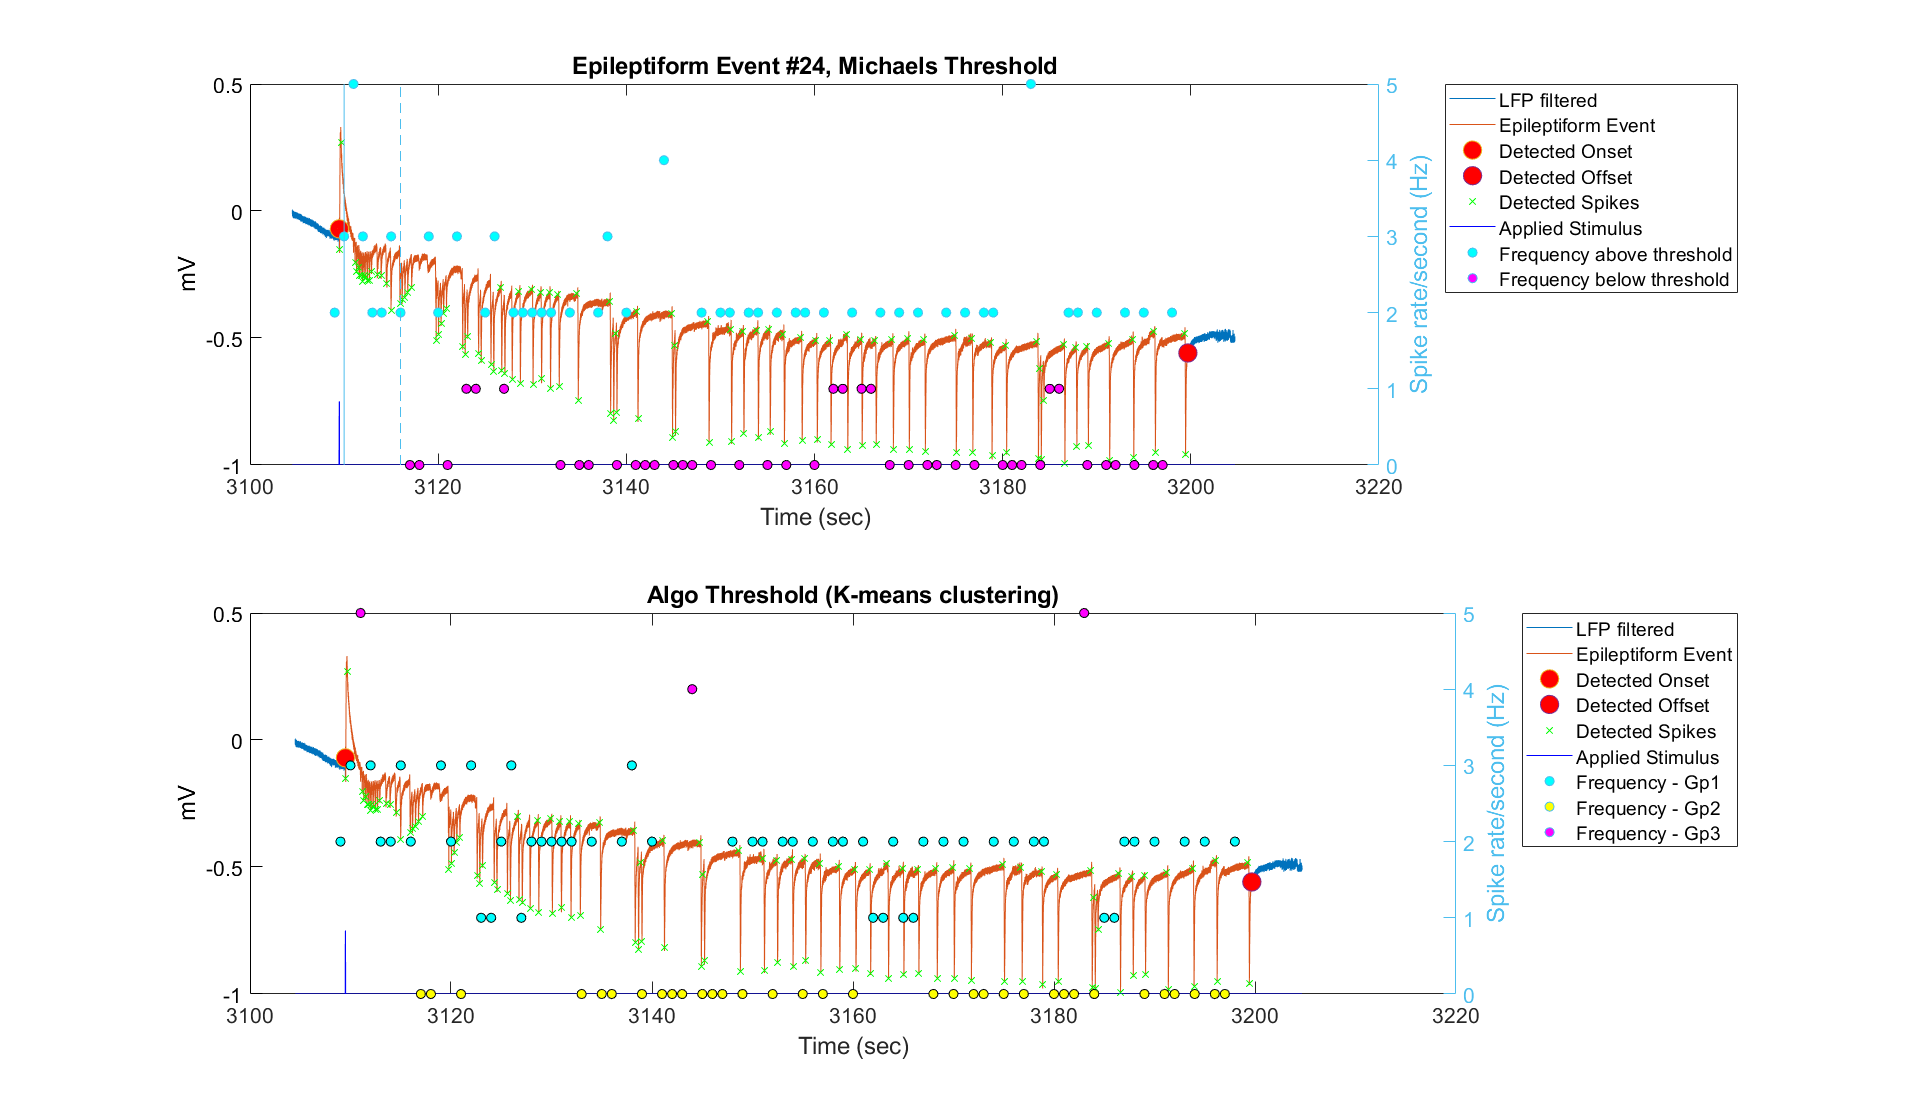 Epileptiform Event #24, Michaels Threshold
0.5
0
-0.5
-1
mV
3100
3120
3140
3160
3180
3200
3220
Time (sec)
5
4
3
2
1
0
Spike rate/second (Hz)
LFP filtered
Epileptiform Event
Detected Onset
Detected Offset
Detected Spikes
Applied Stimulus
Frequency above threshold
Frequency below threshold
Algo Threshold (K-means clustering)
0.5
0
-0.5
-1
mV
3100
3120
3140
3160
3180
3200
3220
Time (sec)
5
4
3
2
1
0
Spike rate/second (Hz)
LFP filtered
Epileptiform Event
Detected Onset
Detected Offset
Detected Spikes
Applied Stimulus
Frequency - Gp1
Frequency - Gp2
Frequency - Gp3